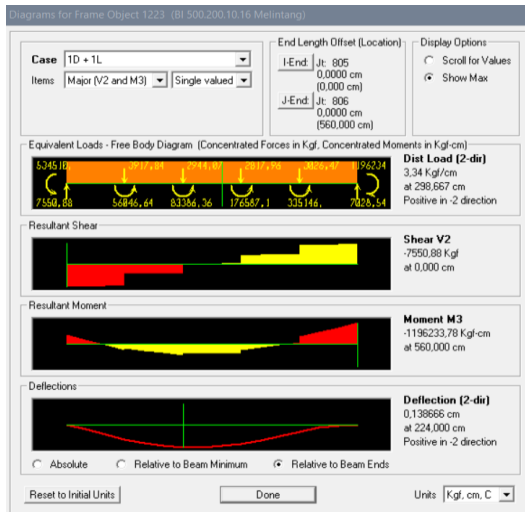 Diagrams for Frame Object 1223 (BI 500.200.10.16 Melintang)
Case 1D + 1L
Items Major (V2 and M3) Single valued
End Length Offset (Location)
I-End: Jt: 805
0,0000 cm
(0,000 cm)
J-End: Jt: 806
0,0000 cm
(560,000 cm)
Display Options
Scroll for Values
Show Max
Equivalent Loads - Free Body Diagram (Concentrated Forces in Kgf, Concentrated Moments in Kgf-cm)
3917,84 2944,07 2817,96 3026,47 1196234
7550,88 56046,64 83386,36 176587,1 335146, 7028,54
Dist Load (2-dir)
3,34 Kgf/cm
at 298,667 cm
Positive in -2 direction
Resultant Shear
Shear V2
-7550,88 Kgf
at 0,000 cm
Resultant Moment
Moment M3
-1196233,78 Kgf-cm
at 560,000 cm
Deflections
Deflection (2-dir)
0,138666 cm
at 224,000 cm
Positive in -2 direction
Absolute Relative to Beam Minimum Relative to Beam Ends
Reset to Initial Units Done Units Kgf, cm, C